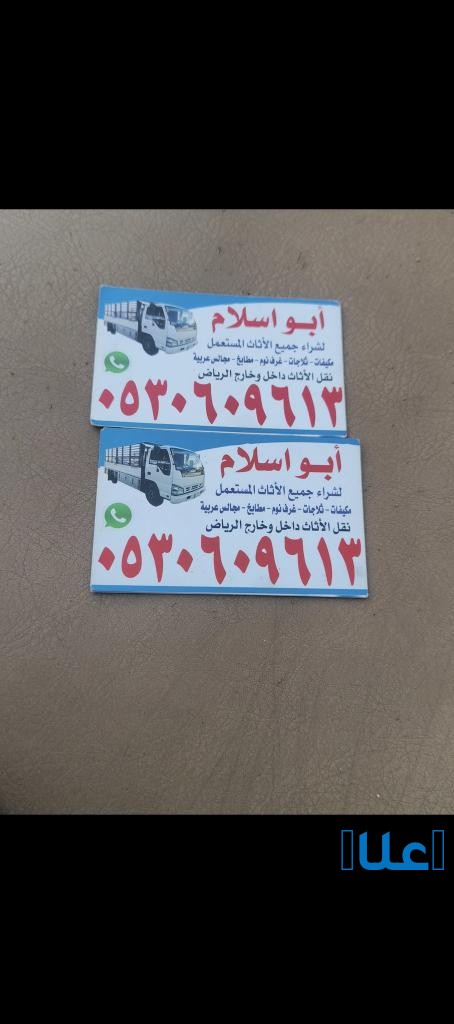 أبو اسلام
لشراء جميع الأثاث المستعمل
مكيفات - ثلاجات - غرف نوم - مطابخ - مجالس عربية
نقل الأثاث داخل وخارج الرياض
٠٥٣٠٦٠٩٦١٣
أبو اسلام
لشراء جميع الأثاث المستعمل
مكيفات - ثلاجات - غرف نوم - مطابخ - مجالس عربية
نقل الأثاث داخل وخارج الرياض
٠٥٣٠٦٠٩٦١٣
علا